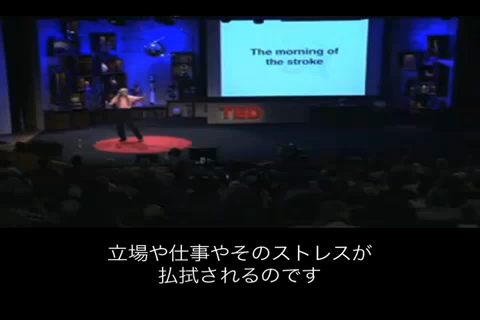 The morning of
the stroke
TED
立場や仕事やそのストレスが
払拭されるのです